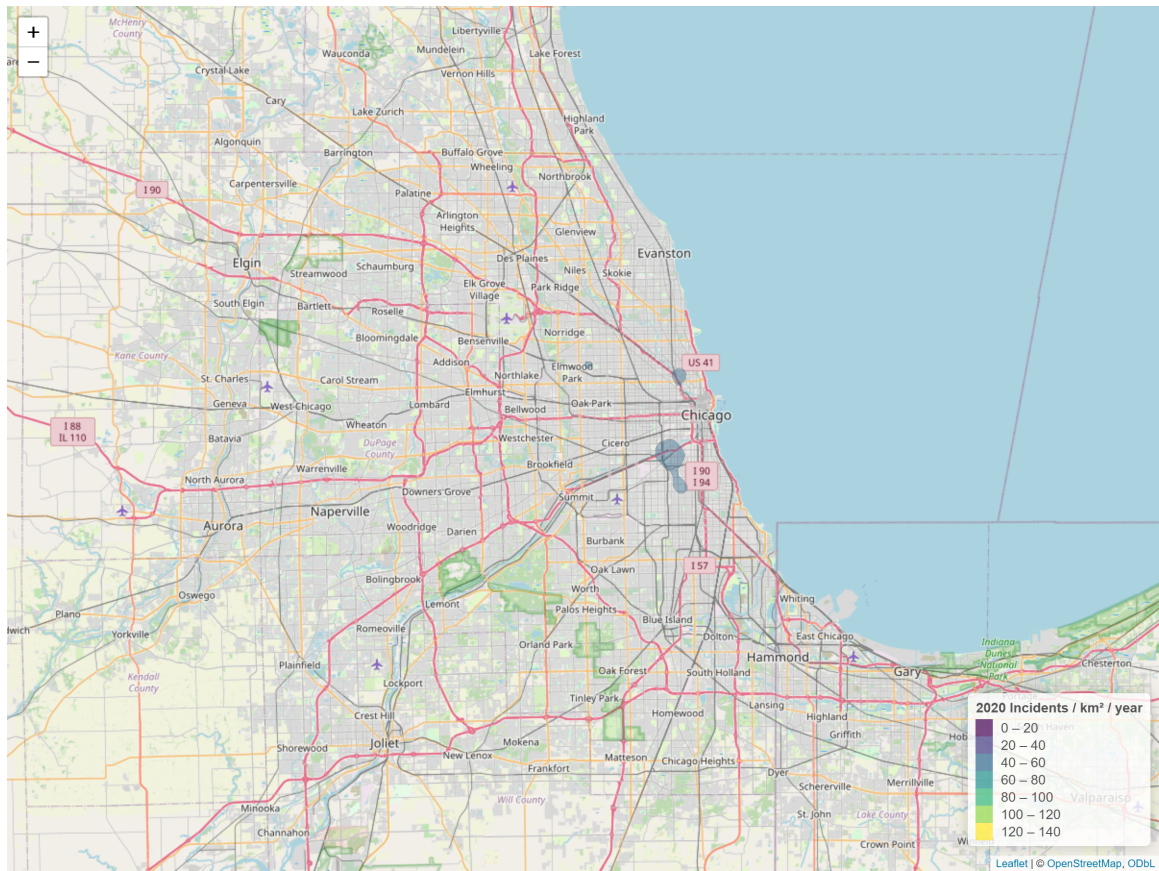 +
−
McHenry
County
Libertyville
Wauconda
Mundelein
Lake Forest
Crystal Lake
Vernon Hills
Cary
Lake Zurich
Highland
Park
Algonquin
Barrington
Buffalo Grove
Wheeling
Northbrook
I 90
Carpentersville
Palatine
Arlington
Heights
Glenview
Evanston
Elgin
Streamwood
Schaumburg
Des Plaines
Niles
Skokie
Elk Grove
Village
Park Ridge
South Elgin
Bartlett
Roselle
Norridge
Bloomingdale
Bensenville
Kane County
Addison
Elmwood
Park
US 41
St. Charles
Carol Stream
Northlake
Elmhurst
Geneva
West Chicago
Lombard
Bellwood
Oak Park
Chicago
I 88
IL 110
Batavia
Wheaton
DuPage
County
Westchester
Cicero
Warrenville
Brookfield
I 90
I 94
North Aurora
Downers Grove
Summit
Aurora
Naperville
Woodridge
Darien
Burbank
Bolingbrook
Oak Lawn
I 57
Oswego
Lemont
Worth
Palos Heights
Whiting
Plano
dwich
Yorkville
Romeoville
Blue Island
Dolton
East Chicago
Orland Park
Hammond
Indiana
Dunes
National
Park
Plainfield
Oak Forest
South Holland
Gary
Chesterton
Kendall
County
Lockport
Tinley Park
Lansing
Crest Hill
Homewood
Highland
Joliet
Griffith
Shorewood
New Lenox
Mokena
Frankfort
Matteson
Chicago Heights
Dyer
Schererville
Merrillville
Minooka
Will County
St. John
Lake County
Channahon
Crown Point
Valparaiso
2020 Incidents / km² / year
0 – 20
20 – 40
40 – 60
60 – 80
80 – 100
100 – 120
120 – 140
Leaflet | © OpenStreetMap, ODbL